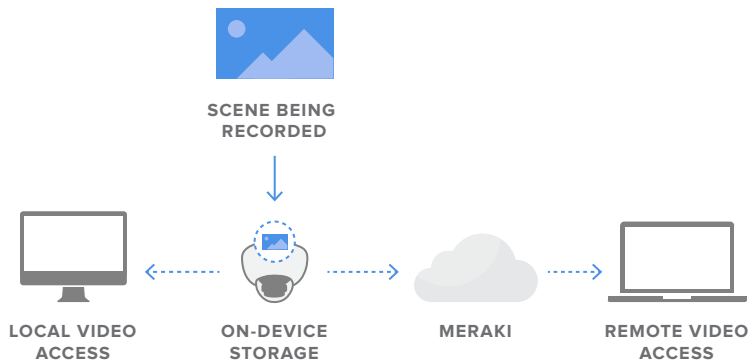 SCENE BEING
RECORDED
LOCAL VIDEO
ACCESS
ON-DEVICE
STORAGE
MERAKI
REMOTE VIDEO
ACCESS